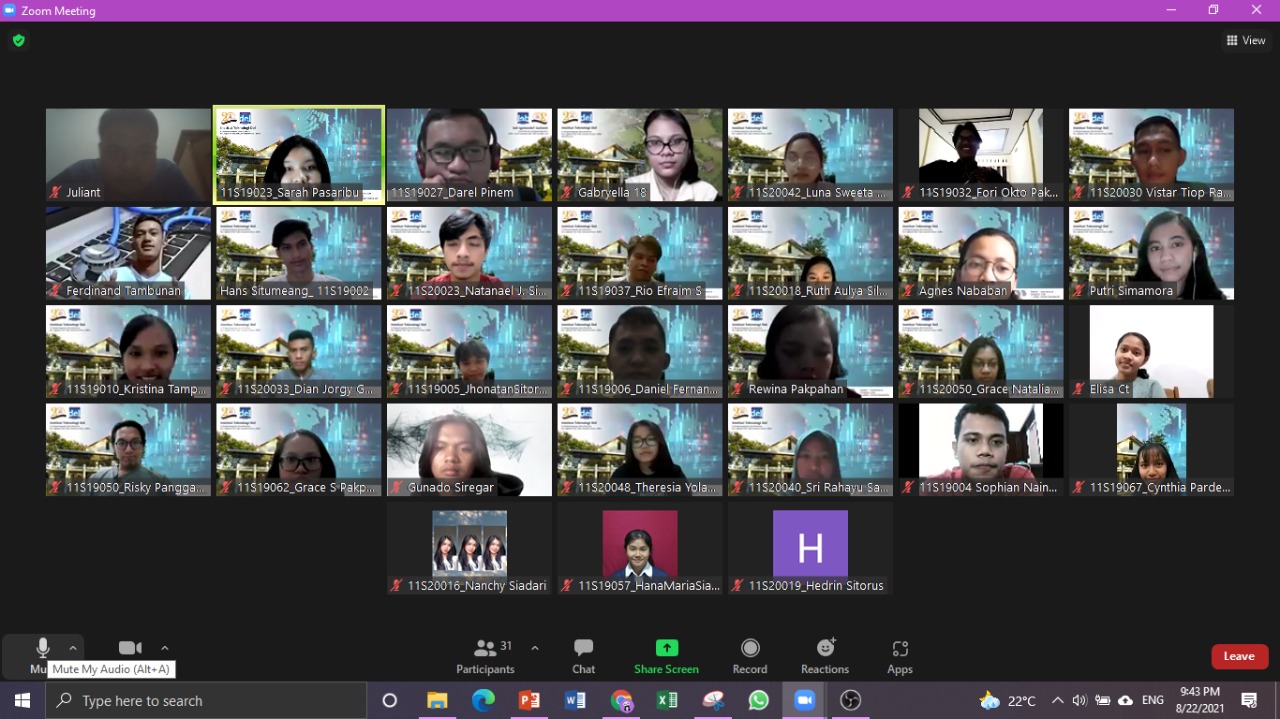 Zoom Meeting
View
Juliant
11S19023_Sarah Pasaribu
11S19027_Darel Pinem
Gabryella 18
11S20042_Luna Sweeta ...
11S19032_Fori Okto Pak...
11S20030 Vistar Tiop Ra...
Ferdinand Tambunan
Hans Situmeang_ 11S19002
11S20023_Natanael J. Si...
11S19037_Rio Efraim S
11S20018_Ruth Aulya Sil...
Agnes Nababan
Putri Simamora
11S19010_Kristina Tamp...
11S20033_Dian Jorgy G...
11S19005_JhonatanSitor...
11S19006_Daniel Fernan...
Rewina Pakpahan
11S20050_Grace Natalia...
Elisa Ct
11S19050_Risky Pangga...
11S19062_Grace S Pakp...
Gunado Siregar
11S20048_Theresia Yola...
11S20040_Sri Rahayu Sa...
11S19004 Sophian Nain...
11S19067_Cynthia Parde...
H
11S20016_Nanchy Siadari
11S19057_HanaMariaSia...
11S20019_Hedrin Sitorus
Mu
Mute My Audio (Alt+A)
31
Participants
Chat
Share Screen
Record
Reactions
Apps
Leave
Type here to search
22°C
ENG
9:43 PM
8/22/2021